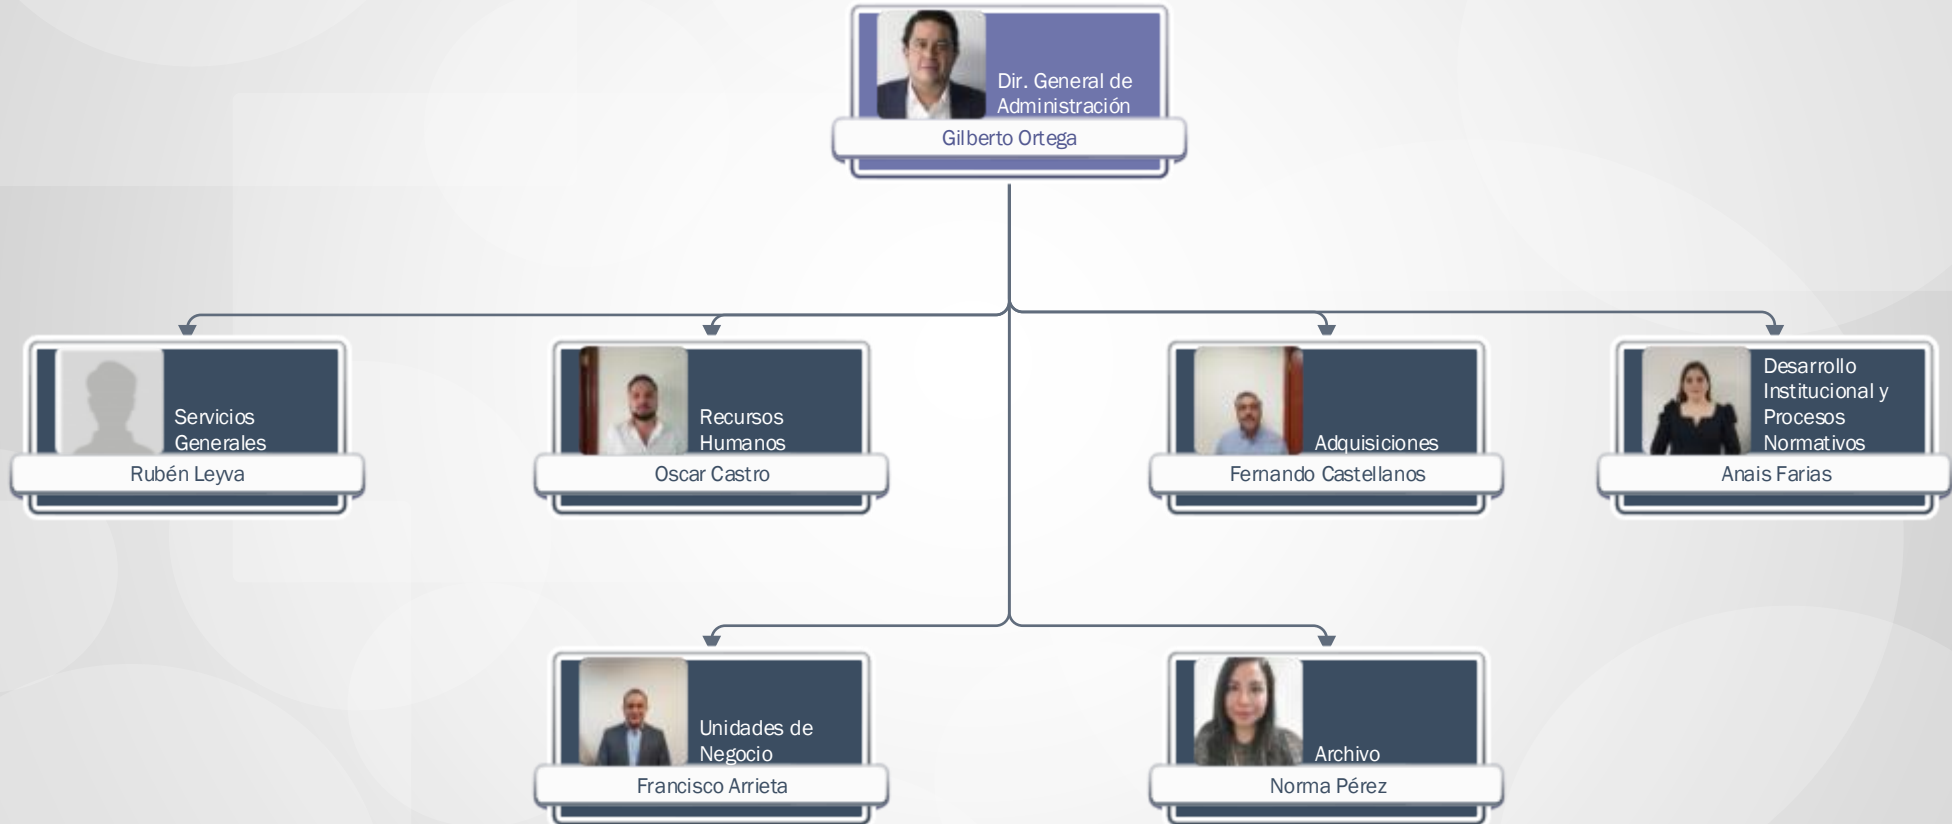 Dir. General de
Administración
Gilberto Ortega
Servicios
Generales
Rubén Leyva
Recursos
Humanos
Oscar Castro
Adquisiciones
Fernando Castellanos
Desarrollo
Institucional y
Procesos
Normativos
Anais Farias
Unidades de
Negocio
Francisco Arrieta
Archivo
Norma Pérez